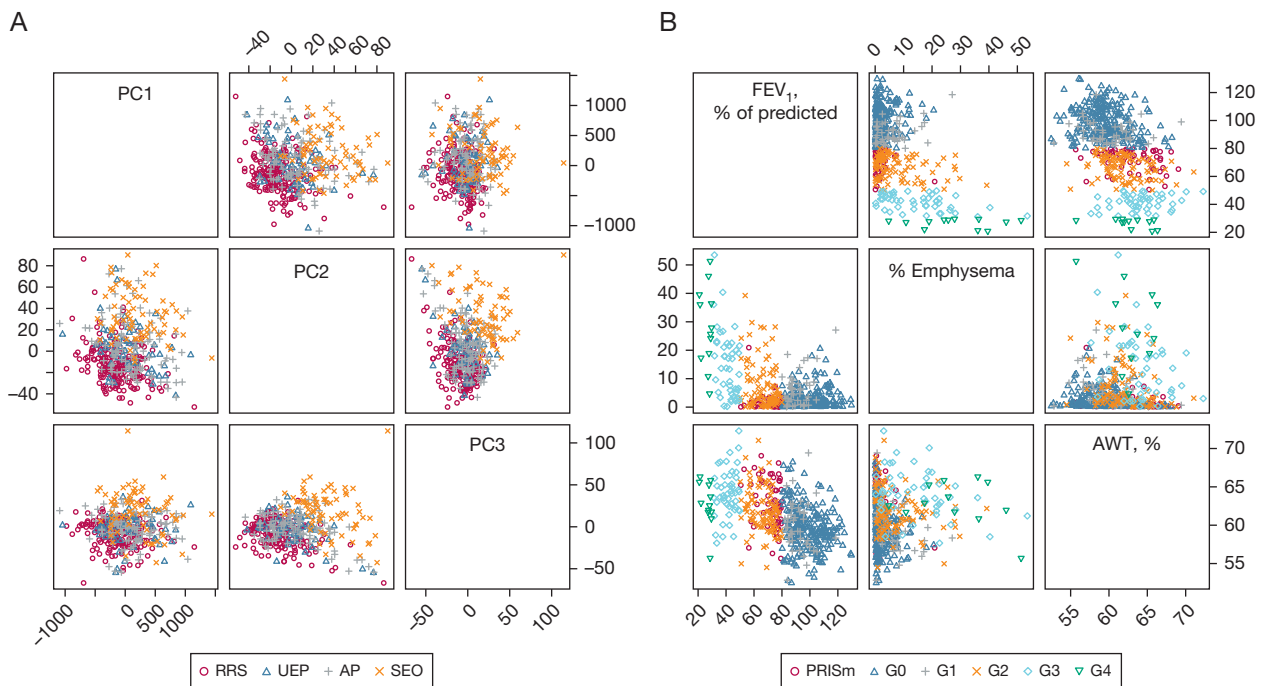 A
B
−40 0 20 40 60 80
0 10 20 30 40 50
PC1
1000
500
0
−500
−1000
FEV1,
% of predicted
120
100
80
60
40
20
80
60
40
20
0
−40
PC2
50
40
30
20
10
0
% Emphysema
PC3
100
50
0
−50
AWT, %
70
65
60
55
−1000 0 500 1000
−50 0 50 100
20 40 60 80 100 120
55 60 65 70
RRS UEP AP SEO
PRISm G0 G1 G2 G3 G4